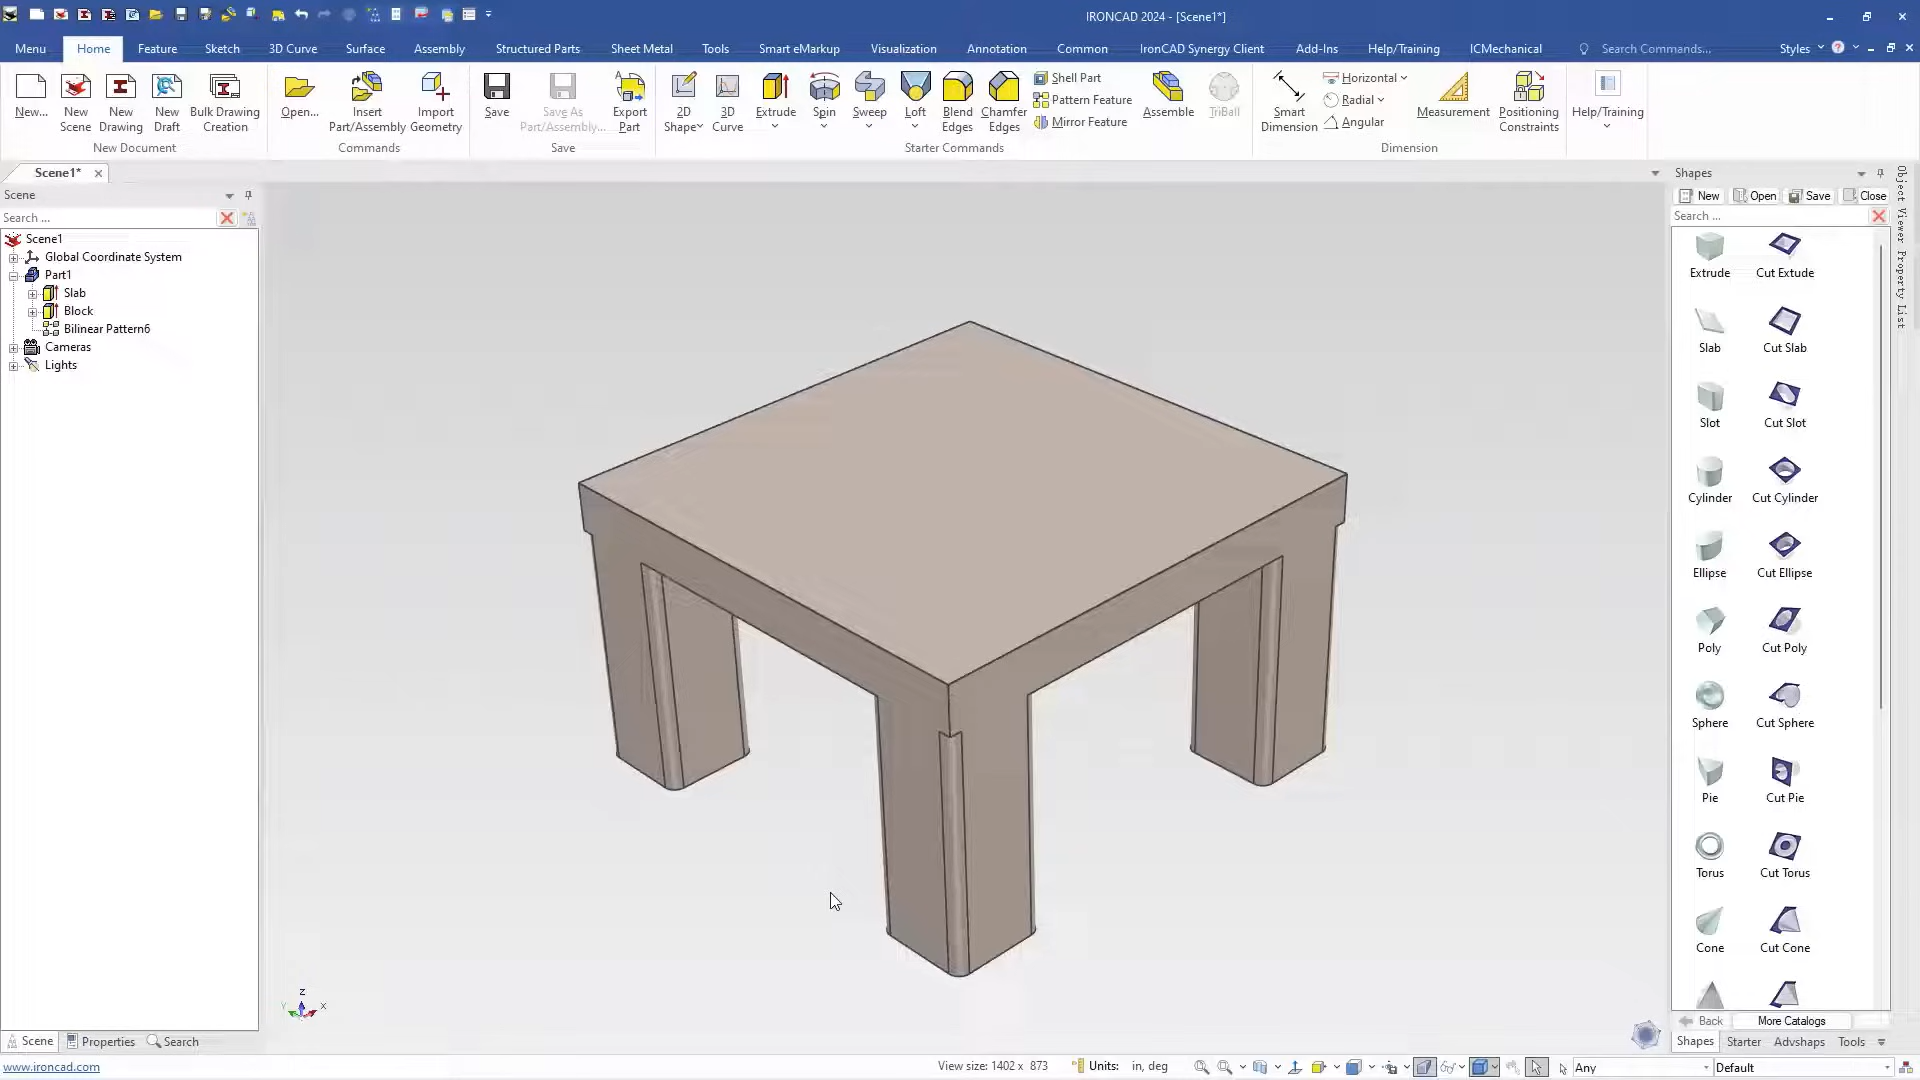 IRONCAD 2024 - [Scene1*]
Menu Home Feature Sketch 3D Curve Surface Assembly Structured Parts Sheet Metal Tools Smart eMarkup Visualization Annotation Common IronCAD Synergy Client Add-Ins Help/Training ICMechanical Search Commands... Styles
New... New Scene New Drawing New Draft Bulk Drawing Creation
Open... Insert Part/Assembly Import Geometry
Save Save As Part/Assembly... Export Part
2D Shape 3D Curve Extrude Spin Sweep Loft Blend Edges Chamfer Edges Shell Part Pattern Feature Mirror Feature Assemble TriBall
Smart Dimension Horizontal Radial Angular Measurement Positioning Constraints
Help/Training
New Document Commands Save Starter Commands Dimension
Scene1*
Scene
Search ...
Scene1
Global Coordinate System
Part1
Slab
Block
Bilinear Pattern6
Cameras
Lights
Z
Y X
Shapes
New Open Save Close
Search ...
Extrude Cut Extude
Slab Cut Slab
Slot Cut Slot
Cylinder Cut Cylinder
Ellipse Cut Ellipse
Poly Cut Poly
Sphere Cut Sphere
Pie Cut Pie
Torus Cut Torus
Cone Cut Cone
Back More Catalogs
Shapes Starter Advshaps Tools
Object Viewer Property List
Scene Properties Search
www.ironcad.com
View size: 1402 x 873 Units: in, deg Any Default